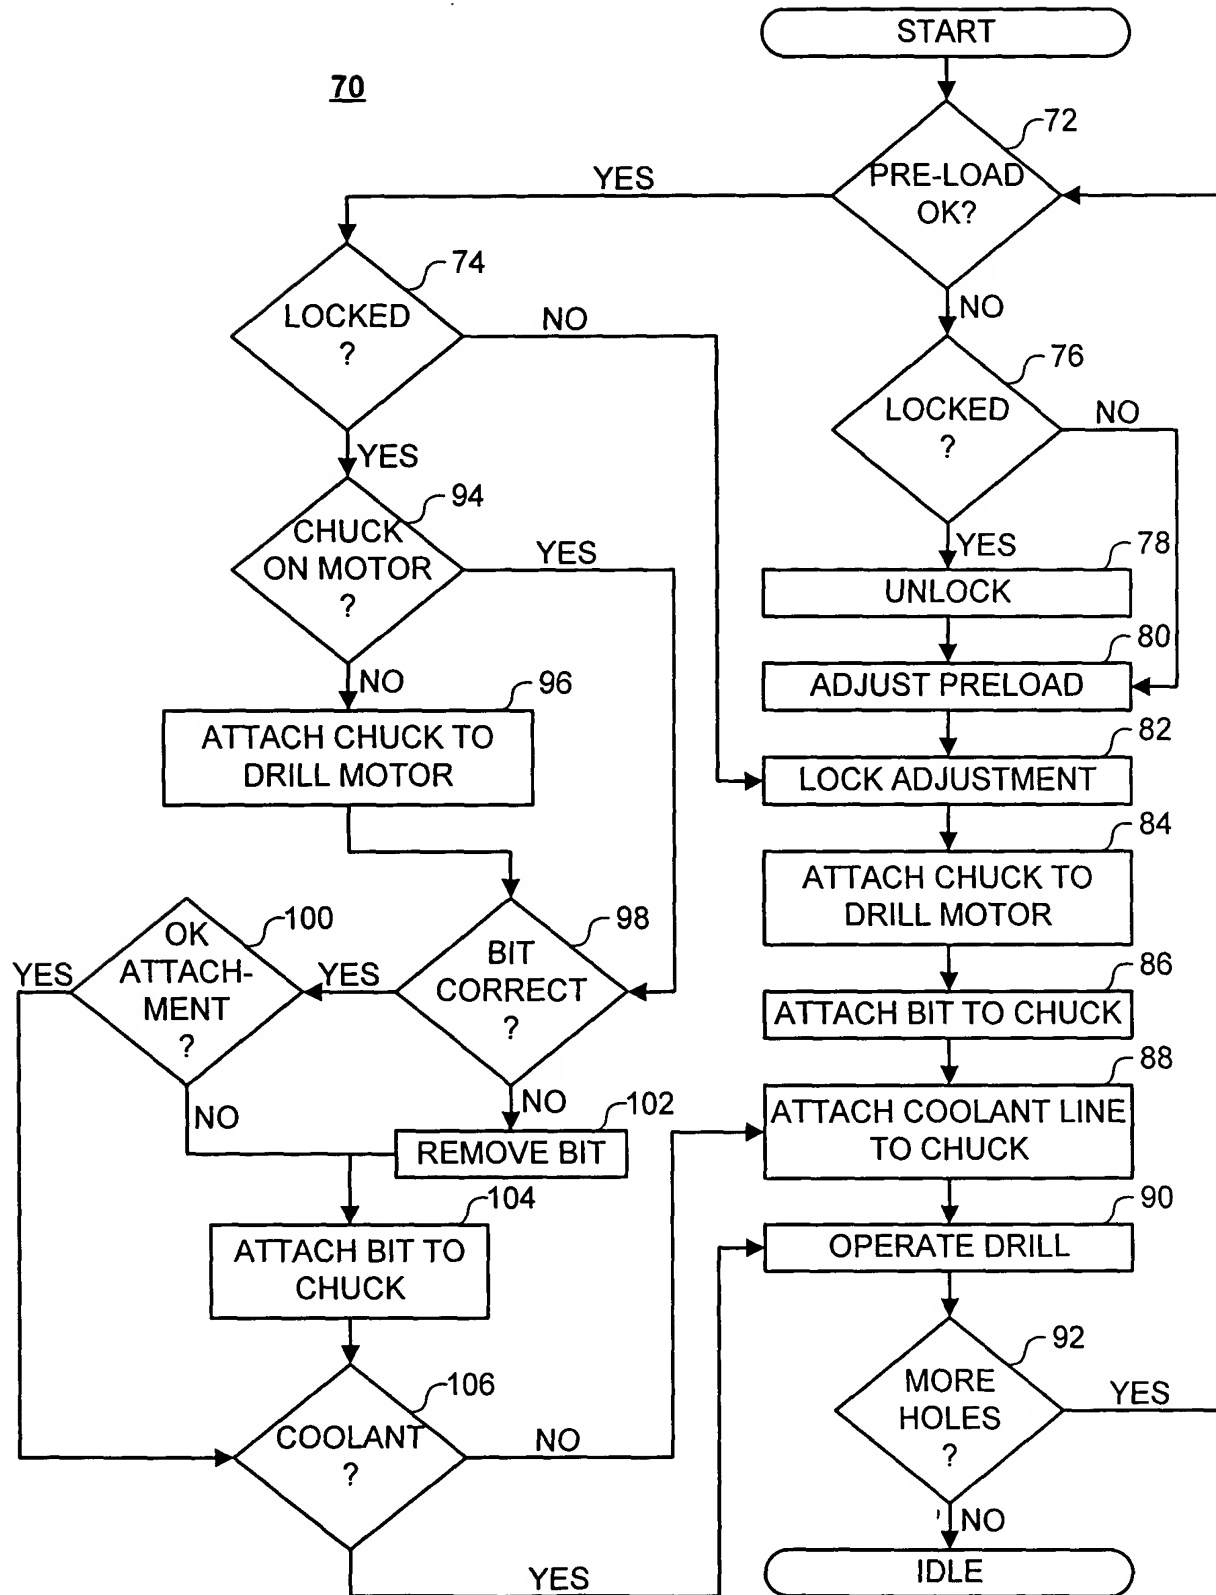 START
70
72
PRE-LOAD
OK?
YES
NO
74
LOCKED
?
NO
YES
76
LOCKED
?
NO
YES
94
CHUCK
ON MOTOR
?
YES
NO
78
UNLOCK
80
ADJUST PRELOAD
96
ATTACH CHUCK TO
DRILL MOTOR
82
LOCK ADJUSTMENT
84
ATTACH CHUCK TO
DRILL MOTOR
100
OK
ATTACH-
MENT
?
YES
NO
98
BIT
CORRECT
?
YES
NO
86
ATTACH BIT TO CHUCK
102
REMOVE BIT
88
ATTACH COOLANT LINE
TO CHUCK
104
ATTACH BIT TO
CHUCK
90
OPERATE DRILL
106
COOLANT
?
NO
YES
92
MORE
HOLES
?
YES
NO
IDLE